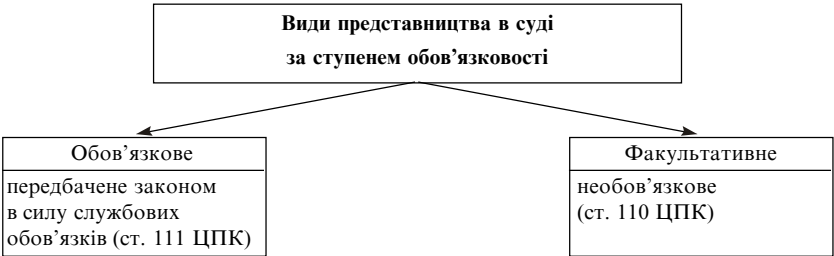 Види представництва в суді
за ступенем обов’язковості
Обов’язкове
передбачене законом
в силу службових
обов’язків (ст. 111 ЦПК)
Факультативне
необов’язкове
(ст. 110 ЦПК)